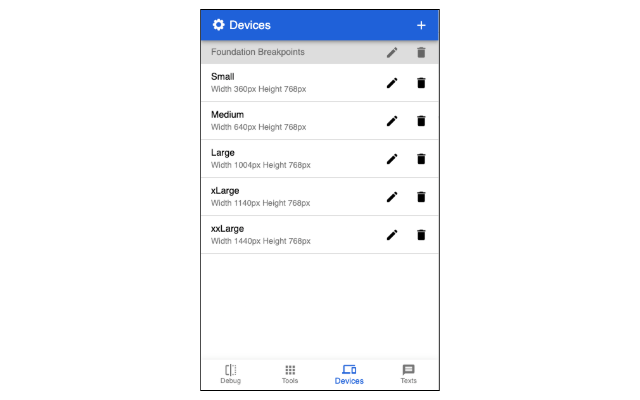 Devices
Foundation Breakpoints
Small
Width 360px Height 768px
Medium
Width 640px Height 768px
Large
Width 1004px Height 768px
xLarge
Width 1140px Height 768px
xxLarge
Width 1440px Height 768px
Debug
Tools
Devices
Texts